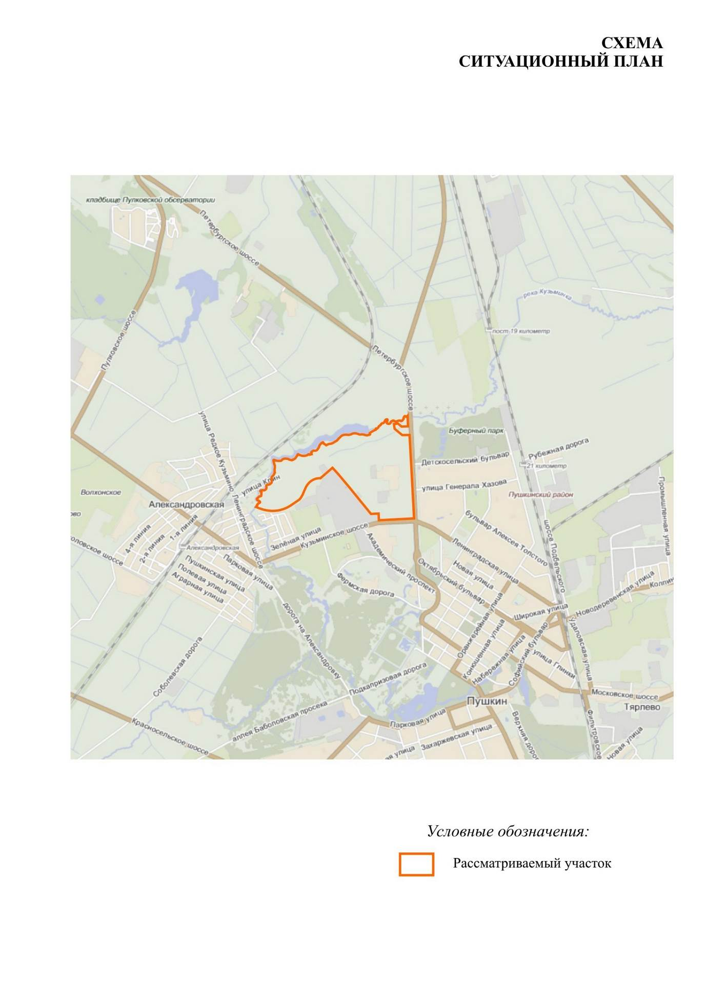 СХЕМА
СИТУАЦИОННЫЙ ПЛАН
кладбище Пулковской обсерватории
Петербургское шоссе
река Кузьминка
Пулковское шоссе
пост 19 километр
Петербургское шоссе
улица Редкое Кузьмино
Буферный парк
Рубежная дорога
Детскосельский бульвар
21 километр
улица Клин
улица Генерала Хазова
Волхонское
Пушкинский район
Промышленная улица
Александровская
Ленинградское шоссе
бульвар Алексея Толстого
шоссе Подбельского
4-я линия
2-я линия
1-я линия
Зелёная улица
Кузьминское шоссе
Академический проспект
Ленинградская улица
Александровская
Парковая улица
Пушкинская улица
Полевая улица
Аграрная улица
Октябрьский бульвар
Новая улица
Фермская дорога
Новодеревенская улица
Широкая улица
дорога на Александровку
Оранжерейная улица
Конюшенная улица
Набережная улица
Софийский бульвар
улица Глинки
Удаловская улица
Соболевская дорога
Подкапризовая дорога
Московское шоссе
Пушкин
Тярлево
аллея Баболовская просека
Парковая улица
Захаржевская улица
Красносельское шоссе
Новая улица
Условные обозначения:
Рассматриваемый участок